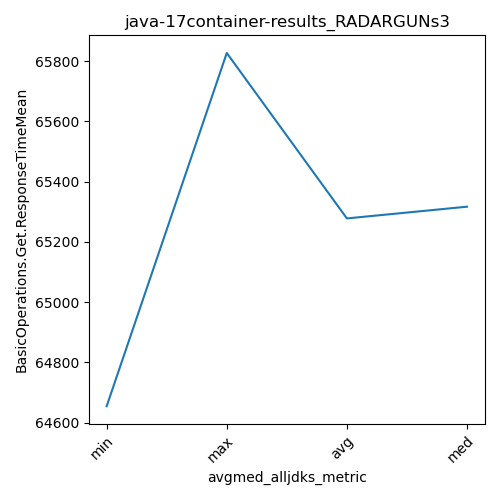 java-17container-results_RADARGUNs3
BasicOperations.Get.ResponseTimeMean
65800
65600
65400
65200
65000
64800
64600
min
max
avg
med
avgmed_alljdks_metric